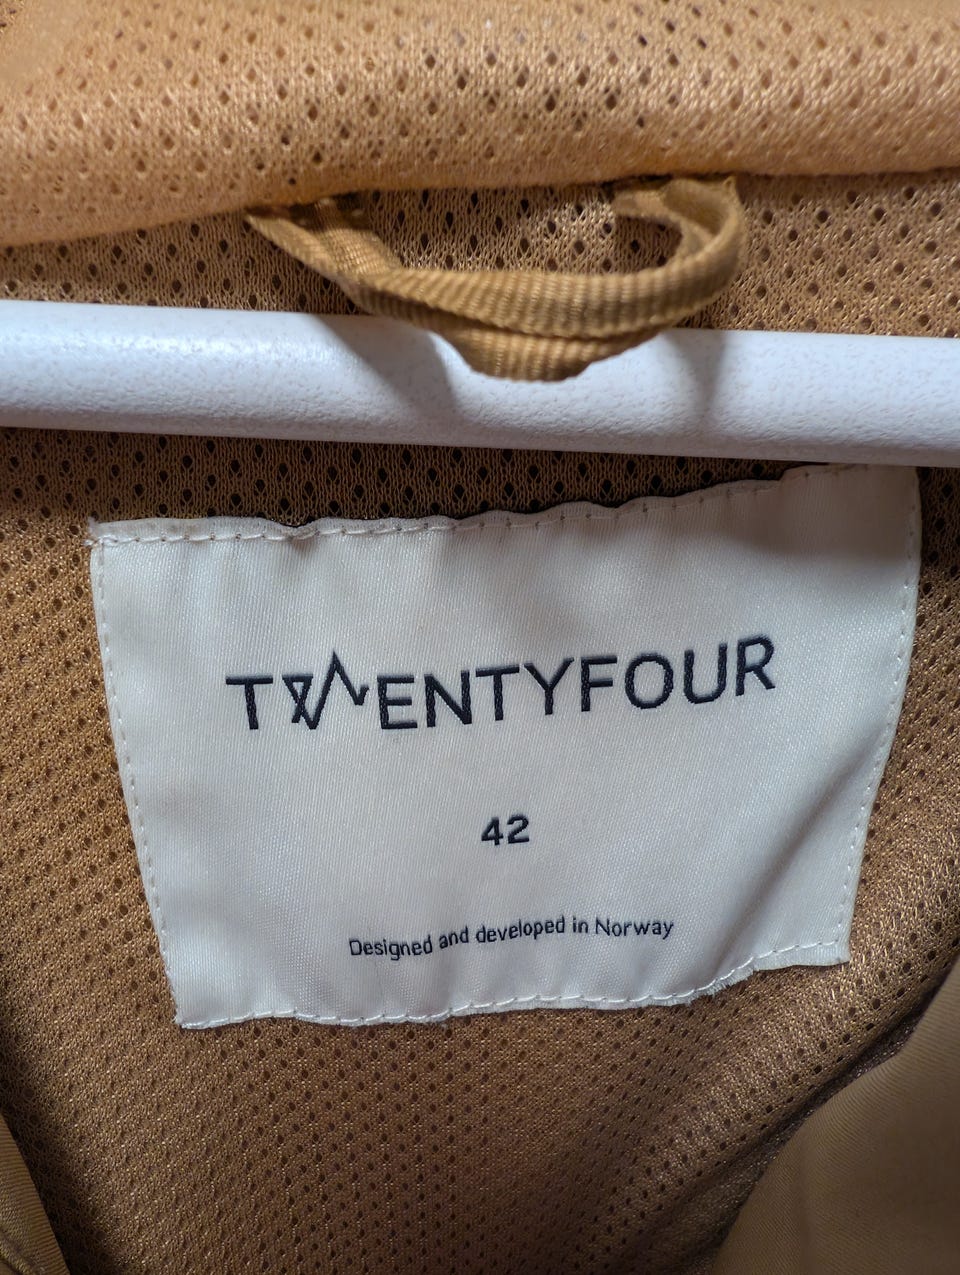 TWENTYFOUR
42
Designed and developed in Norway